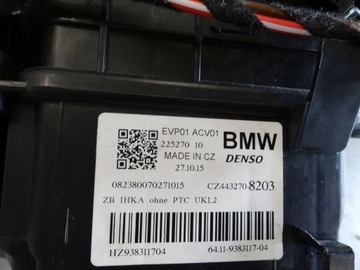 EVP01 ACV01
225270 10
MADE IN CZ
27.10.15
BMW
DENSO
082380070271015
CZ443270-8203
ZB IHKA ohne PTC UKL2
HZ938311704
64.11-9383117-04